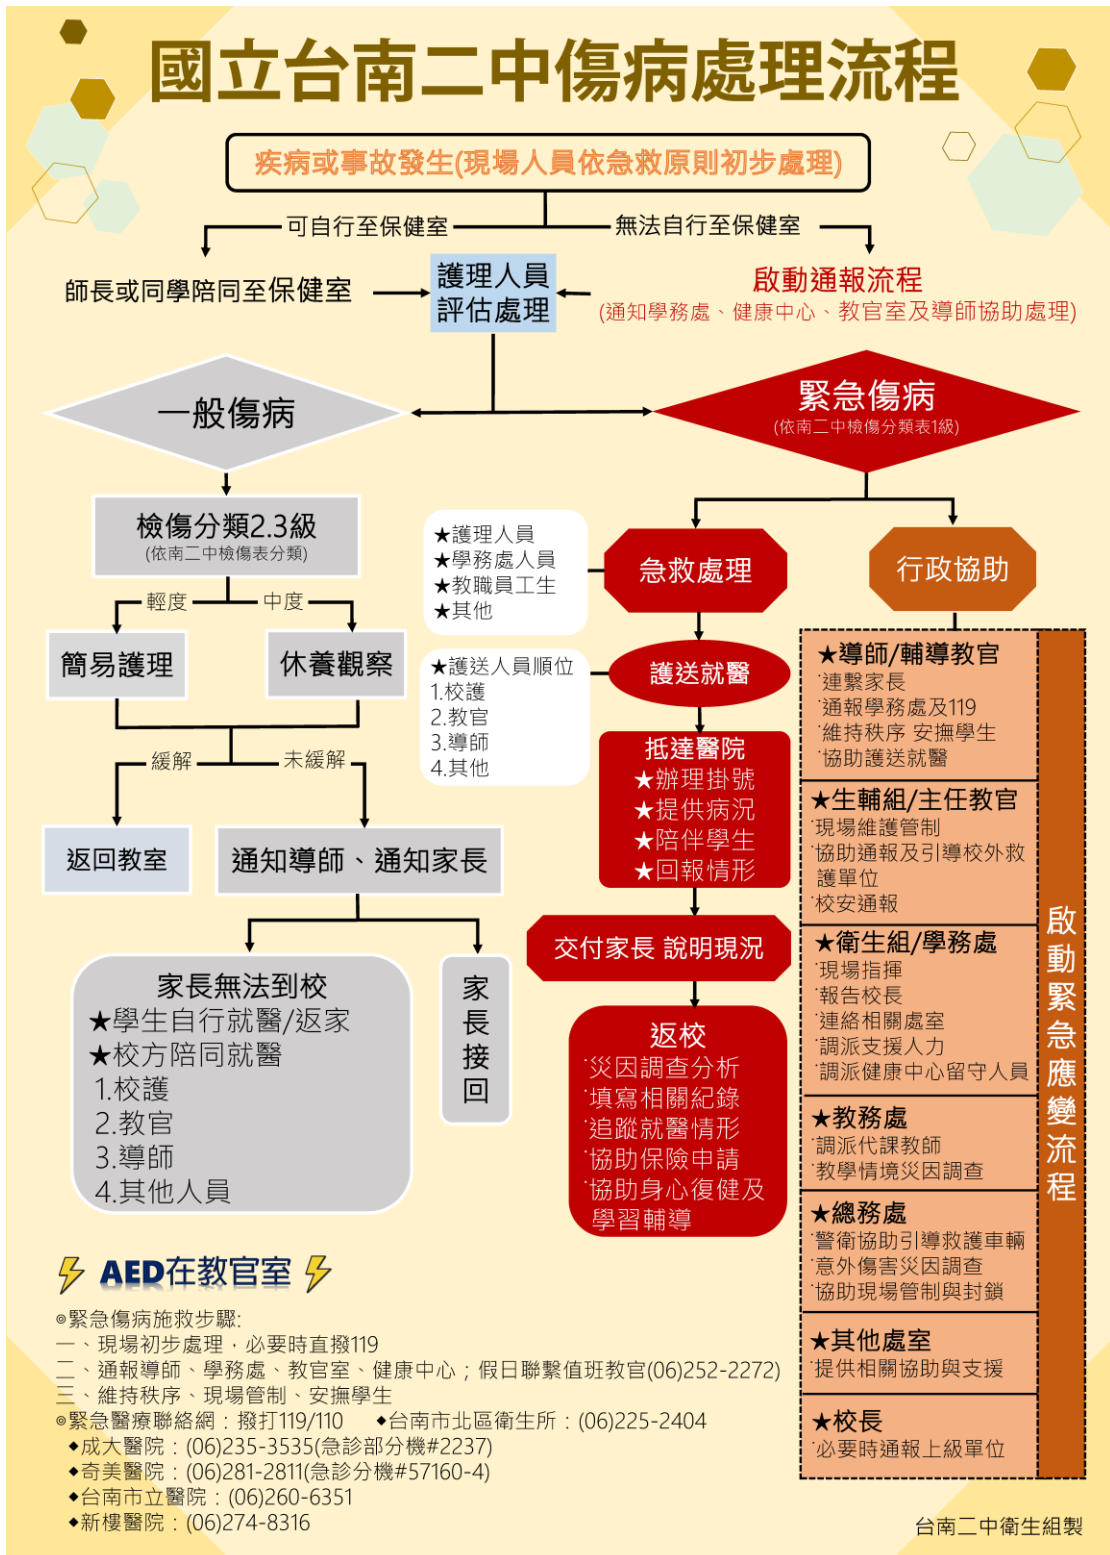 國立台南二中傷病處理流程
疾病或事故發生(現場人員依急救原則初步處理)
可自行至保健室
無法自行至保健室
師長或同學陪同至保健室
護理人員
評估處理
啟動通報流程
(通知學務處、健康中心、教官室及導師協助處理)
一般傷病
緊急傷病
(依南二中檢傷分類表1級)
檢傷分類2.3級
(依南二中檢傷表分類)
輕度
中度
簡易護理
休養觀察
緩解
未緩解
返回教室
通知導師、通知家長
家長無法到校
★學生自行就醫/返家
★校方陪同就醫
1.校護
2.教官
3.導師
4.其他人員
家長接回
★護理人員
★學務處人員
★教職員工生
★其他
急救處理
★護送人員順位
1.校護
2.教官
3.導師
4.其他
護送就醫
抵達醫院
★辦理掛號
★提供病況
★陪伴學生
★回報情形
交付家長 說明現況
返校
˙災因調查分析
˙填寫相關紀錄
˙追蹤就醫情形
˙協助保險申請
˙協助身心復健及
學習輔導
行政協助
★導師/輔導教官
˙連繫家長
˙通報學務處及119
˙維持秩序 安撫學生
˙協助護送就醫
★生輔組/主任教官
˙現場維護管制
˙協助通報及引導校外救
護單位
˙校安通報
★衛生組/學務處
˙現場指揮
˙報告校長
˙連絡相關處室
˙調派支援人力
˙調派健康中心留守人員
★教務處
˙調派代課教師
˙教學情境災因調查
★總務處
˙警衛協助引導救護車輛
˙意外傷害災因調查
˙協助現場管制與封鎖
★其他處室
˙提供相關協助與支援
★校長
˙必要時通報上級單位
啟動緊急應變流程
AED在教官室
◎緊急傷病施救步驟:
一、現場初步處理，必要時直撥119
二、通報導師、學務處、教官室、健康中心；假日聯繫值班教官(06)252-2272)
三、維持秩序、現場管制、安撫學生
◎緊急醫療聯絡網：撥打119/110 ◆台南市北區衛生所：(06)225-2404
◆成大醫院：(06)235-3535(急診部分機#2237)
◆奇美醫院：(06)281-2811(急診分機#57160-4)
◆台南市立醫院：(06)260-6351
◆新樓醫院：(06)274-8316
台南二中衛生組製